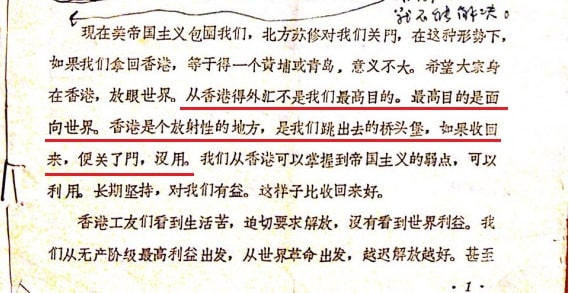 我不能解决。
现在美帝国主义包围我们，北方苏修对我们关門，在这种形势下，
如果我们拿回香港，等于得一个黄埔或青岛，意义不大。希望大家身
在香港，放眼世界。从香港得外汇不是我们最高目的。最高目的是面
向世界。香港是个放射性的地方，是我們跳出去的桥头堡，如果收回
来，便关了門，没用。我们从香港可以掌握到帝国主义的弱点，可以
利用。长期坚持，对我们有益。这样子比收回来好。
香港工友们看到生活苦，迫切要求解放，没有看到世界利益。我
们从无产阶级最高利益出发，从世界革命出发，越迟解放越好。甚至
·1·